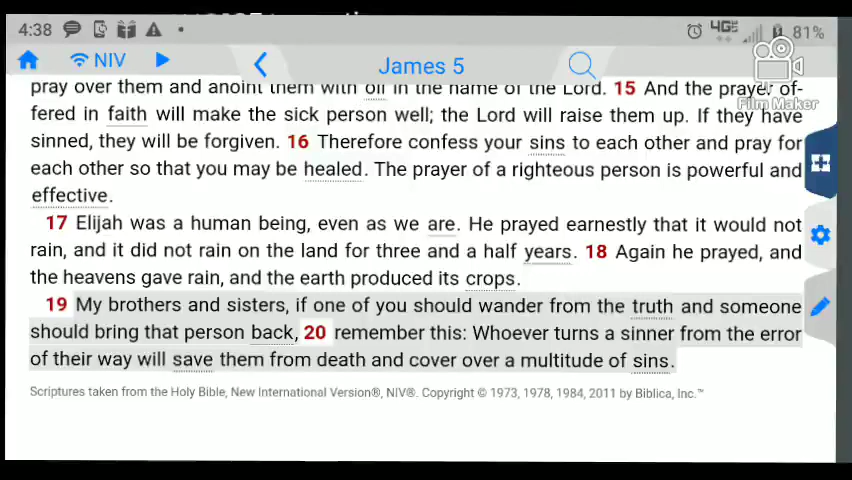 4:38 4G 81%
NIV James 5
Film Maker
pray over them and anoint them with oil in the name of the Lord. 15 And the prayer of-
fered in faith will make the sick person well; the Lord will raise them up. If they have
sinned, they will be forgiven. 16 Therefore confess your sins to each other and pray for
each other so that you may be healed. The prayer of a righteous person is powerful and
effective.
17 Elijah was a human being, even as we are. He prayed earnestly that it would not
rain, and it did not rain on the land for three and a half years. 18 Again he prayed, and
the heavens gave rain, and the earth produced its crops.
19 My brothers and sisters, if one of you should wander from the truth and someone
should bring that person back, 20 remember this: Whoever turns a sinner from the error
of their way will save them from death and cover over a multitude of sins.
Scriptures taken from the Holy Bible, New International Version®, NIV®. Copyright © 1973, 1978, 1984, 2011 by Biblica, Inc.™